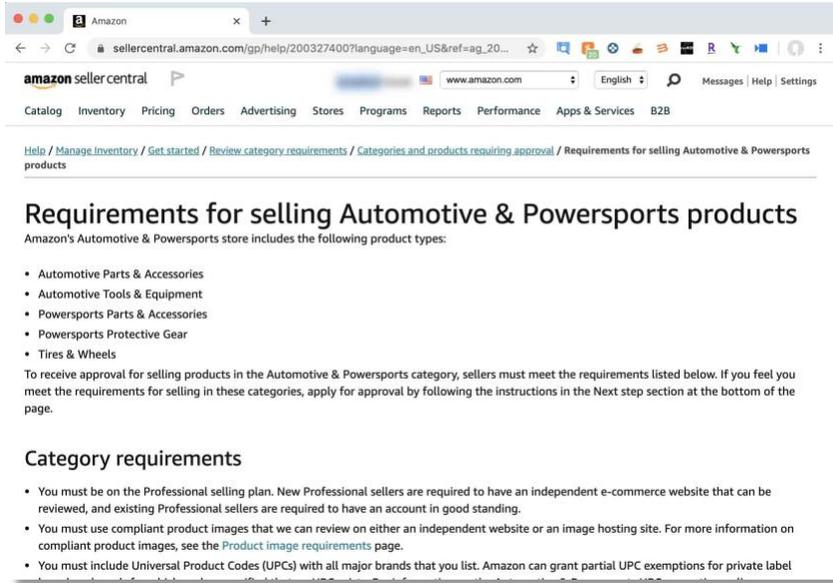 Amazon
sellercentral.amazon.com/gp/help/200327400?language=en_US&ref=ag_20...
amazon seller central
www.amazon.com
English
Messages | Help | Settings
Catalog Inventory Pricing Orders Advertising Stores Programs Reports Performance Apps & Services B2B
Help / Manage Inventory / Get started / Review category requirements / Categories and products requiring approval / Requirements for selling Automotive & Powersports
products
Requirements for selling Automotive & Powersports products
Amazon's Automotive & Powersports store includes the following product types:
• Automotive Parts & Accessories
• Automotive Tools & Equipment
• Powersports Parts & Accessories
• Powersports Protective Gear
• Tires & Wheels
To receive approval for selling products in the Automotive & Powersports category, sellers must meet the requirements listed below. If you feel you
meet the requirements for selling in these categories, apply for approval by following the instructions in the Next step section at the bottom of the
page.
Category requirements
• You must be on the Professional selling plan. New Professional sellers are required to have an independent e-commerce website that can be
reviewed, and existing Professional sellers are required to have an account in good standing.
• You must use compliant product images that we can review on either an independent website or an image hosting site. For more information on
compliant product images, see the Product image requirements page.
• You must include Universal Product Codes (UPCs) with all major brands that you list. Amazon can grant partial UPC exemptions for private label